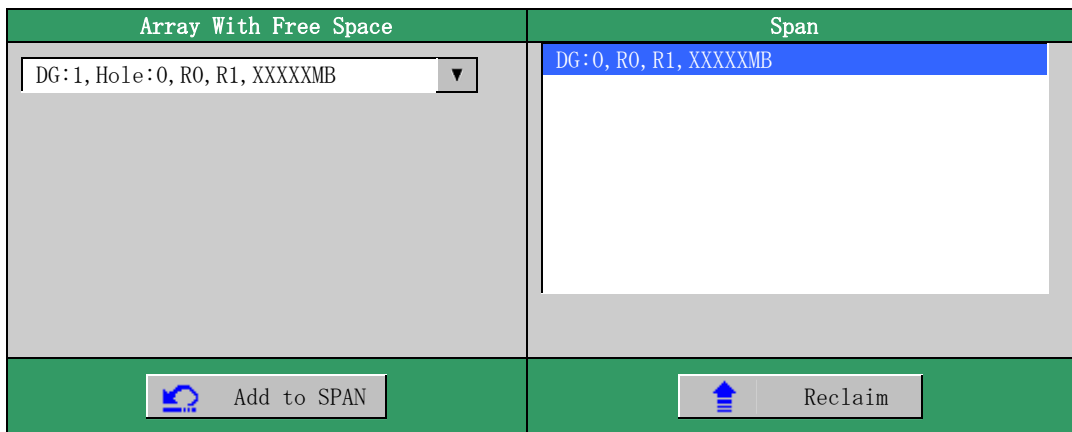 Array With Free Space
Span
DG:1,Hole:0,R0,R1,XXXXXMB
DG:0,R0,R1,XXXXXMB
Add to SPAN
Reclaim